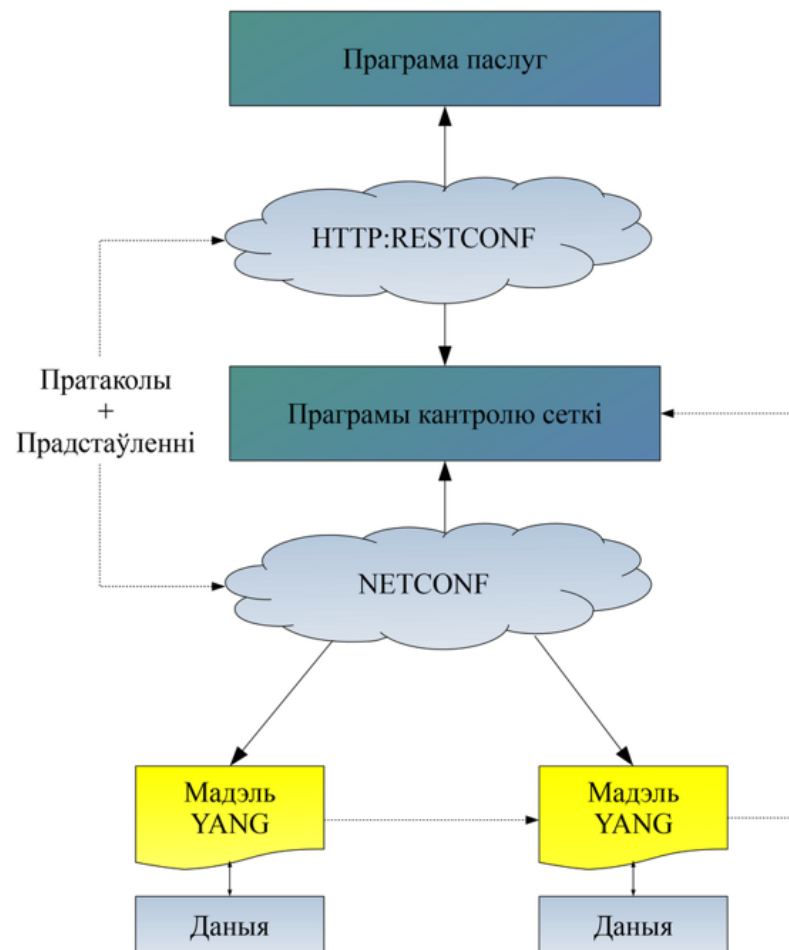 Праграма паслуг
HTTP:RESTCONF
Пратаколы
+
Прадстаўленні
Праграмы кантролю сеткі
NETCONF
Мадэль
YANG
Мадэль
YANG
Даныя
Даныя